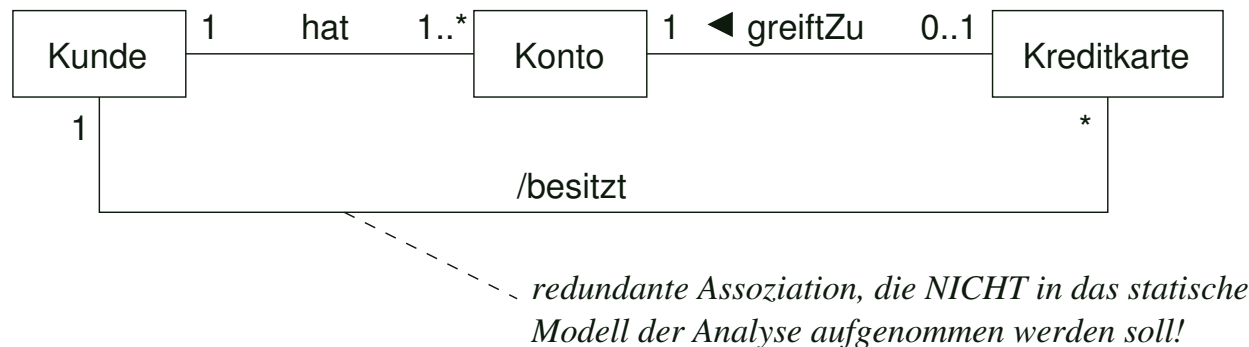 1 hat 1..* 1 ◄ greiftZu 0..1
Kunde Konto Kreditkarte
1 *
/besitzt
redundante Assoziation, die NICHT in das statische
Modell der Analyse aufgenommen werden soll!